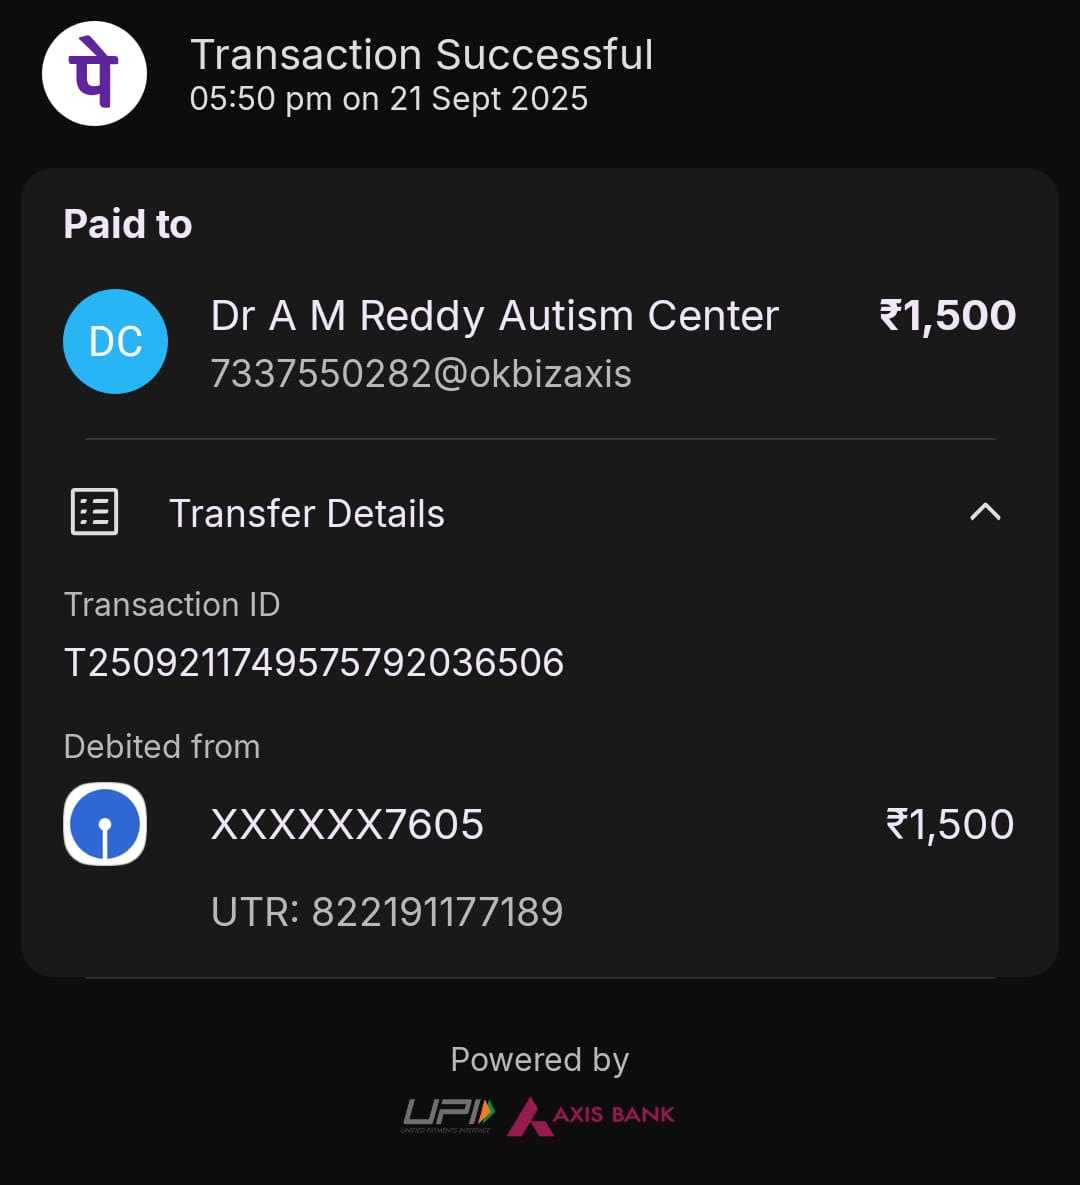 पे
Transaction Successful
05:50 pm on 21 Sept 2025
Paid to
DC
Dr A M Reddy Autism Center
₹1,500
7337550282@okbizaxis
Transfer Details
Transaction ID
T2509211749575792036506
Debited from
XXXXXX7605
₹1,500
UTR: 822191177189
Powered by
UPI
UNIFIED PAYMENTS INTERFACE
AXIS BANK